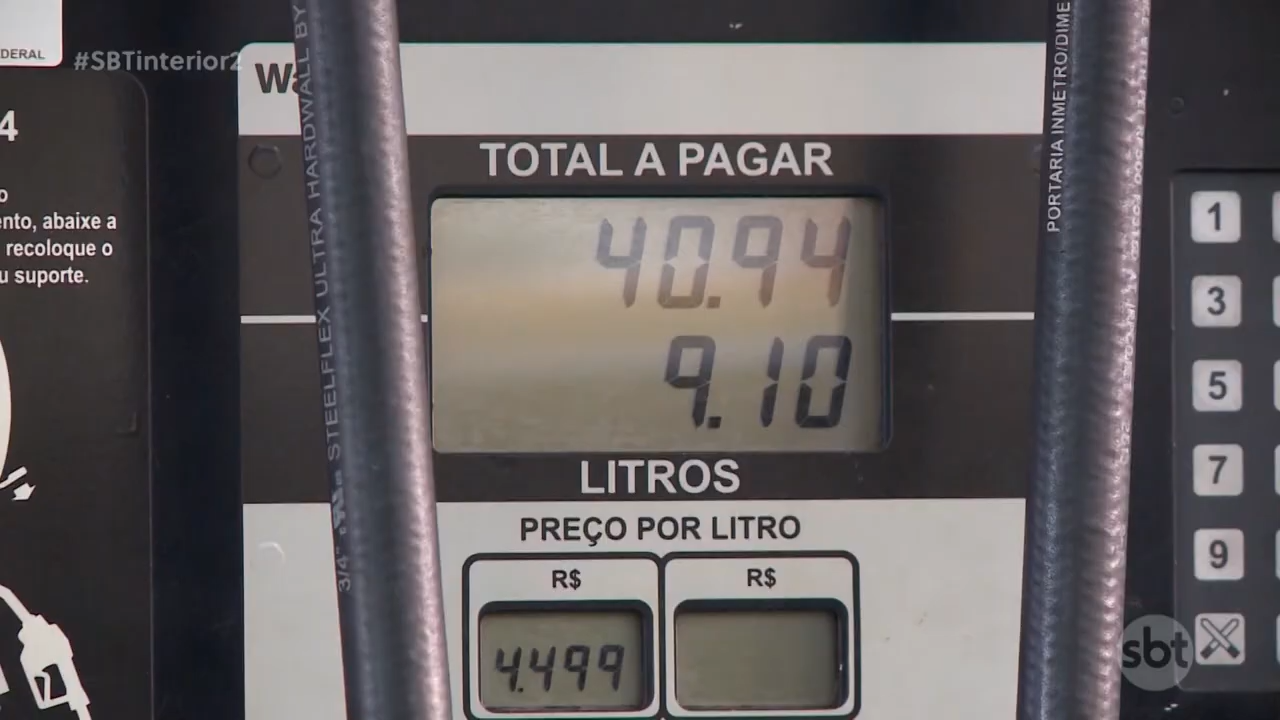 DERAL
#SBTinterior2
4
o
ento, abaixe a
recoloque o
u suporte.
3/4" STEELFLEX ULTRA HARDWALL BY
PORTARIA INMETRO/DIME
TOTAL A PAGAR
40.94
9.10
LITROS
PREÇO POR LITRO
R$
R$
4.499
1
3
5
7
9
sbt